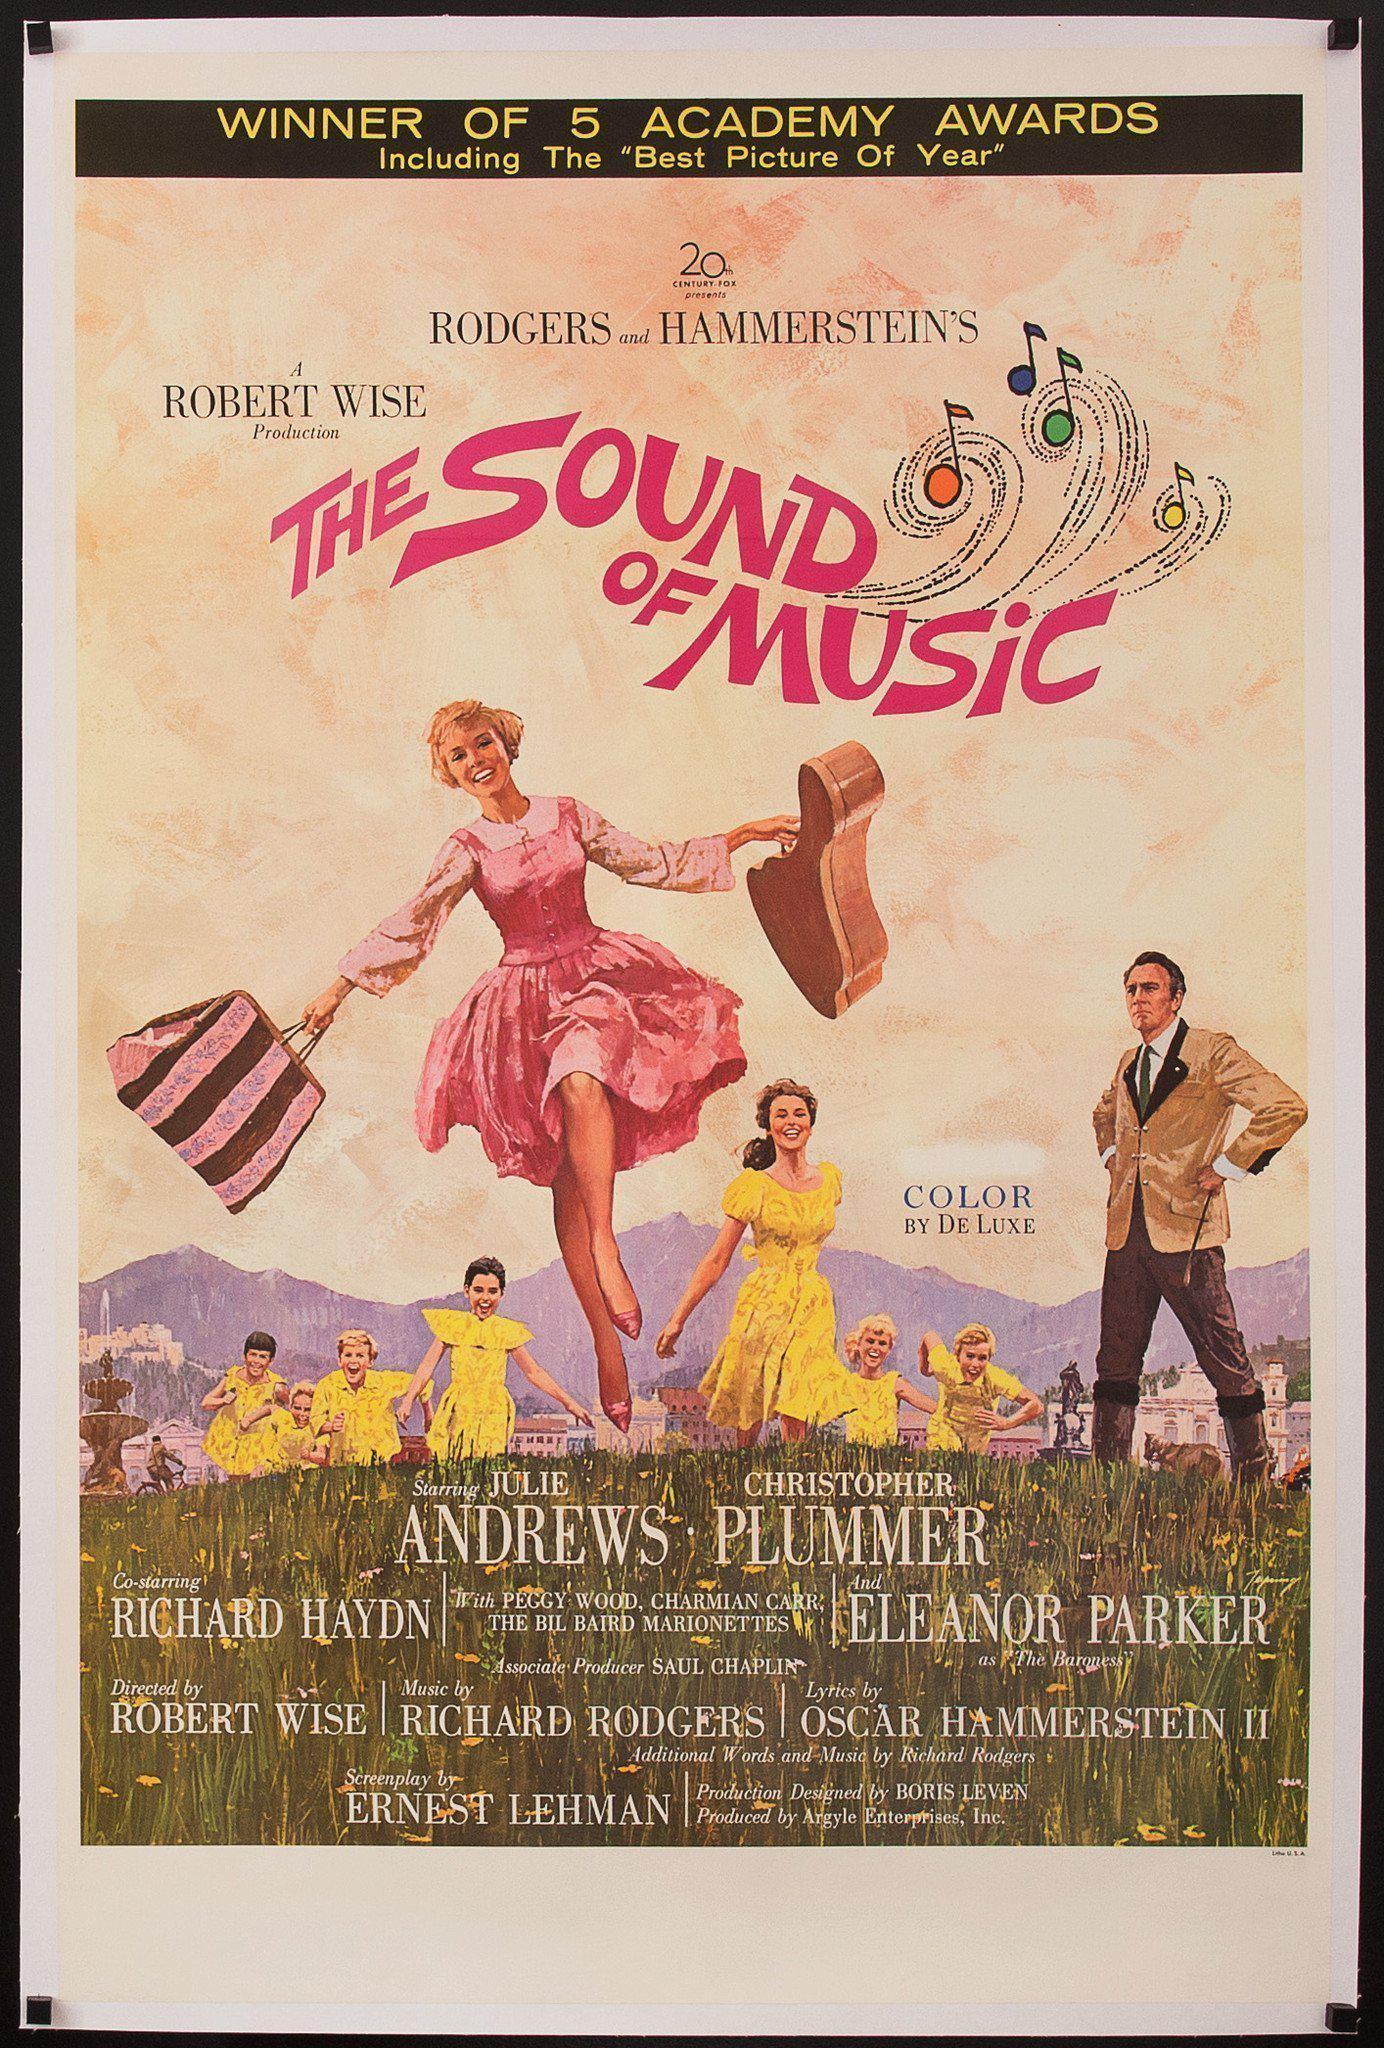 WINNER OF 5 ACADEMY AWARDS
Including The "Best Picture Of Year"
20th
CENTURY-FOX
presents
RODGERS and HAMMERSTEIN'S
A
ROBERT WISE
Production
THE SOUND
OF MUSIC
COLOR
BY DE LUXE
Starring JULIE ANDREWS · CHRISTOPHER PLUMMER
Co-starring
RICHARD HAYDN
With PEGGY WOOD, CHARMIAN CARR,
THE BIL BAIRD MARIONETTES
And
ELEANOR PARKER
as "The Baroness"
Associate Producer SAUL CHAPLIN
Directed by
ROBERT WISE
Music by
RICHARD RODGERS
Lyrics by
OSCAR HAMMERSTEIN II
Additional Words and Music by Richard Rodgers
Screenplay by
ERNEST LEHMAN
Production Designed by BORIS LEVEN
Produced by Argyle Enterprises, Inc.
Litho U. S. A.